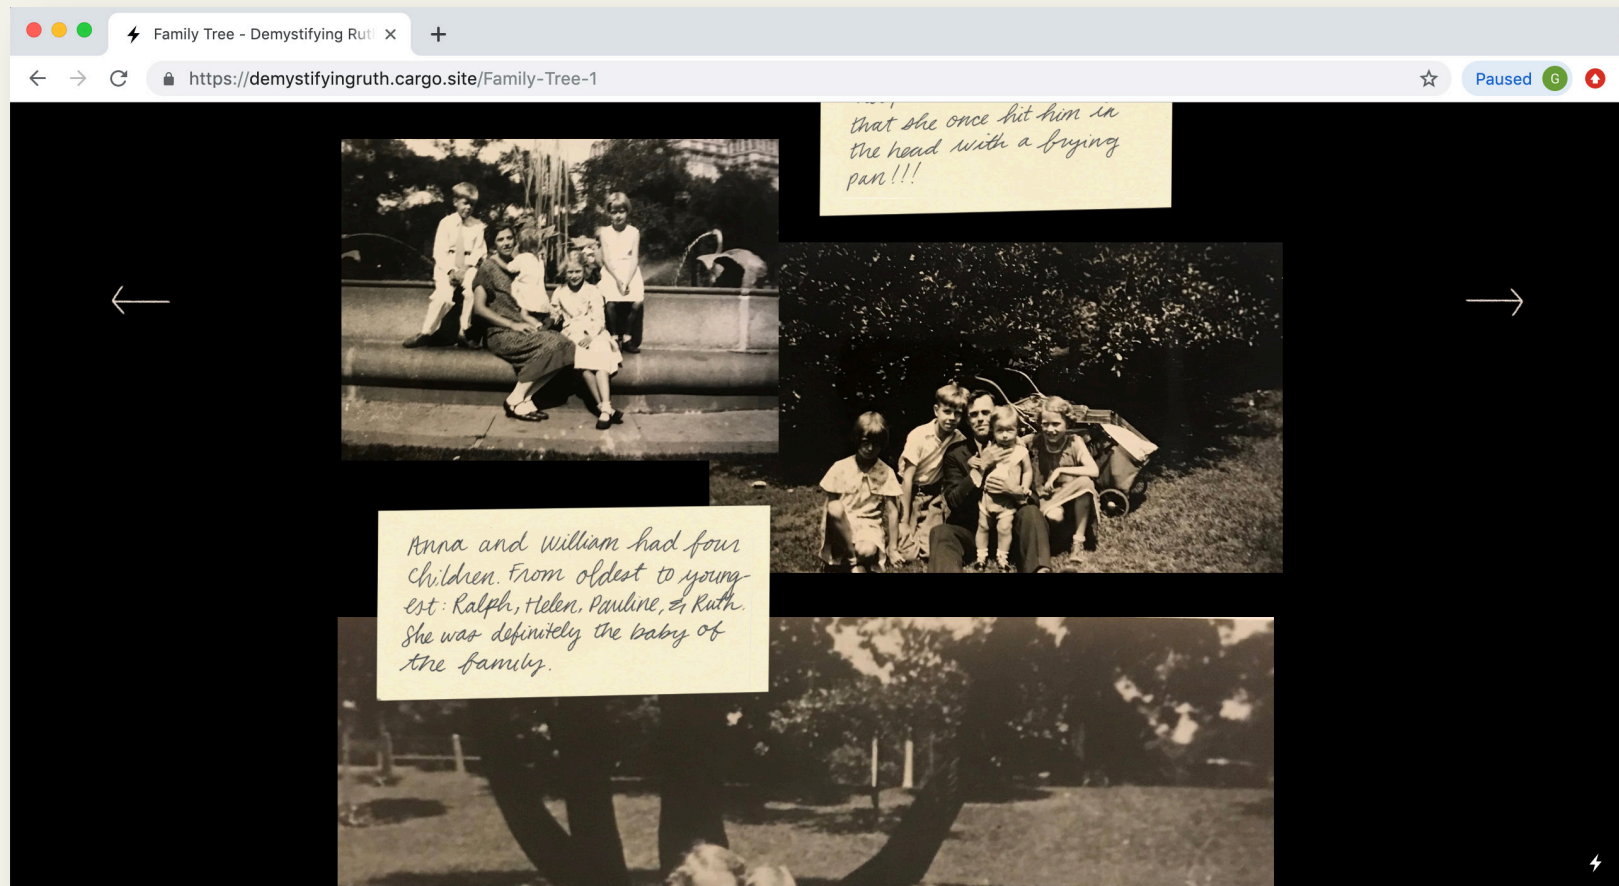 Family Tree - Demystifying Rut
https://demystifyingruth.cargo.site/Family-Tree-1
Paused
G
that she once hit him in
the head with a frying
pan!!!
Anna and William had four
children. From oldest to young-
est: Ralph, Helen, Pauline, & Ruth.
She was definitely the baby of
the family.